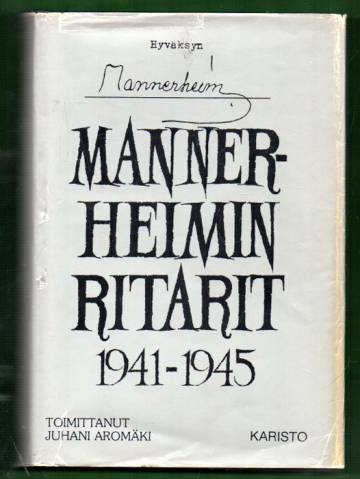 Hyväksyn
Mannerheim
MANNER-
HEIMIN
RITARIT
1941-1945
TOIMITTANUT
JUHANI AROMÄKI
KARISTO